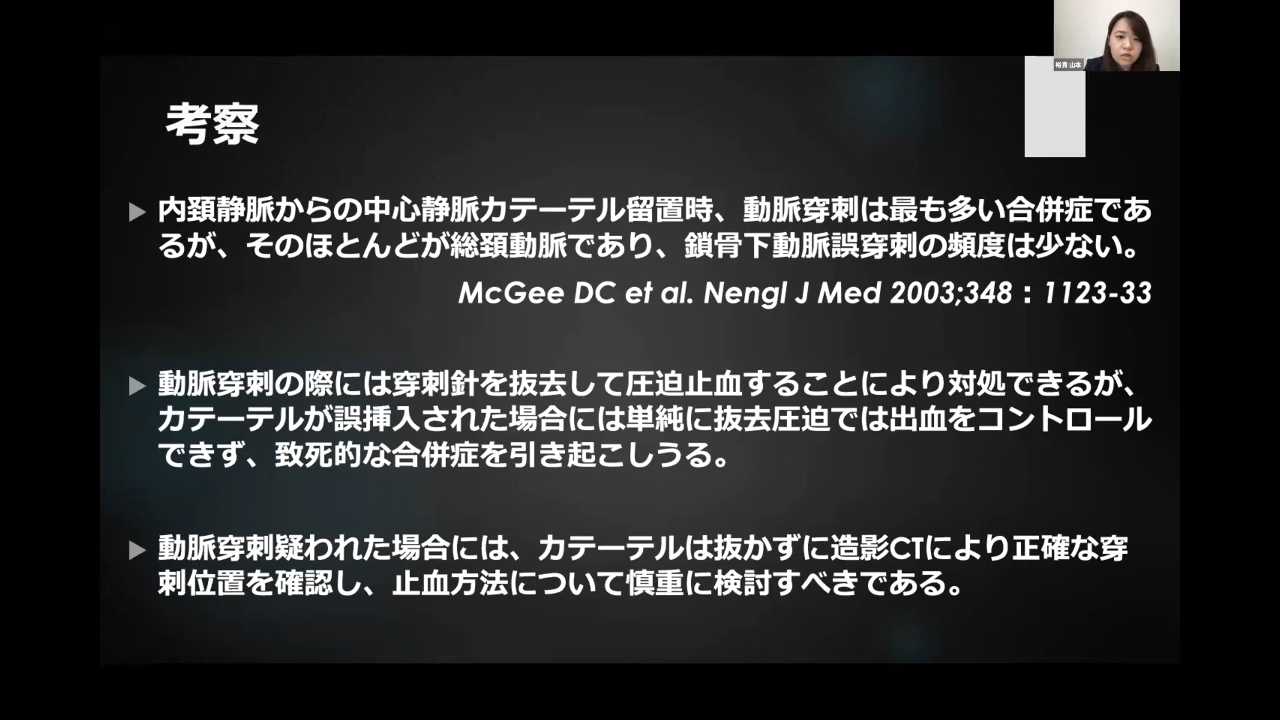 裕貴 山本
考察
内頚静脈からの中心静脈カテーテル留置時、動脈穿刺は最も多い合併症であ
るが、そのほとんどが総頚動脈であり、鎖骨下動脈誤穿刺の頻度は少ない。
McGee DC et al. Nengl J Med 2003;348：1123-33
動脈穿刺の際には穿刺針を抜去して圧迫止血することにより対処できるが、
カテーテルが誤挿入された場合には単純に抜去圧迫では出血をコントロール
できず、致死的な合併症を引き起こしうる。
動脈穿刺疑われた場合には、カテーテルは抜かずに造影CTにより正確な穿
刺位置を確認し、止血方法について慎重に検討すべきである。